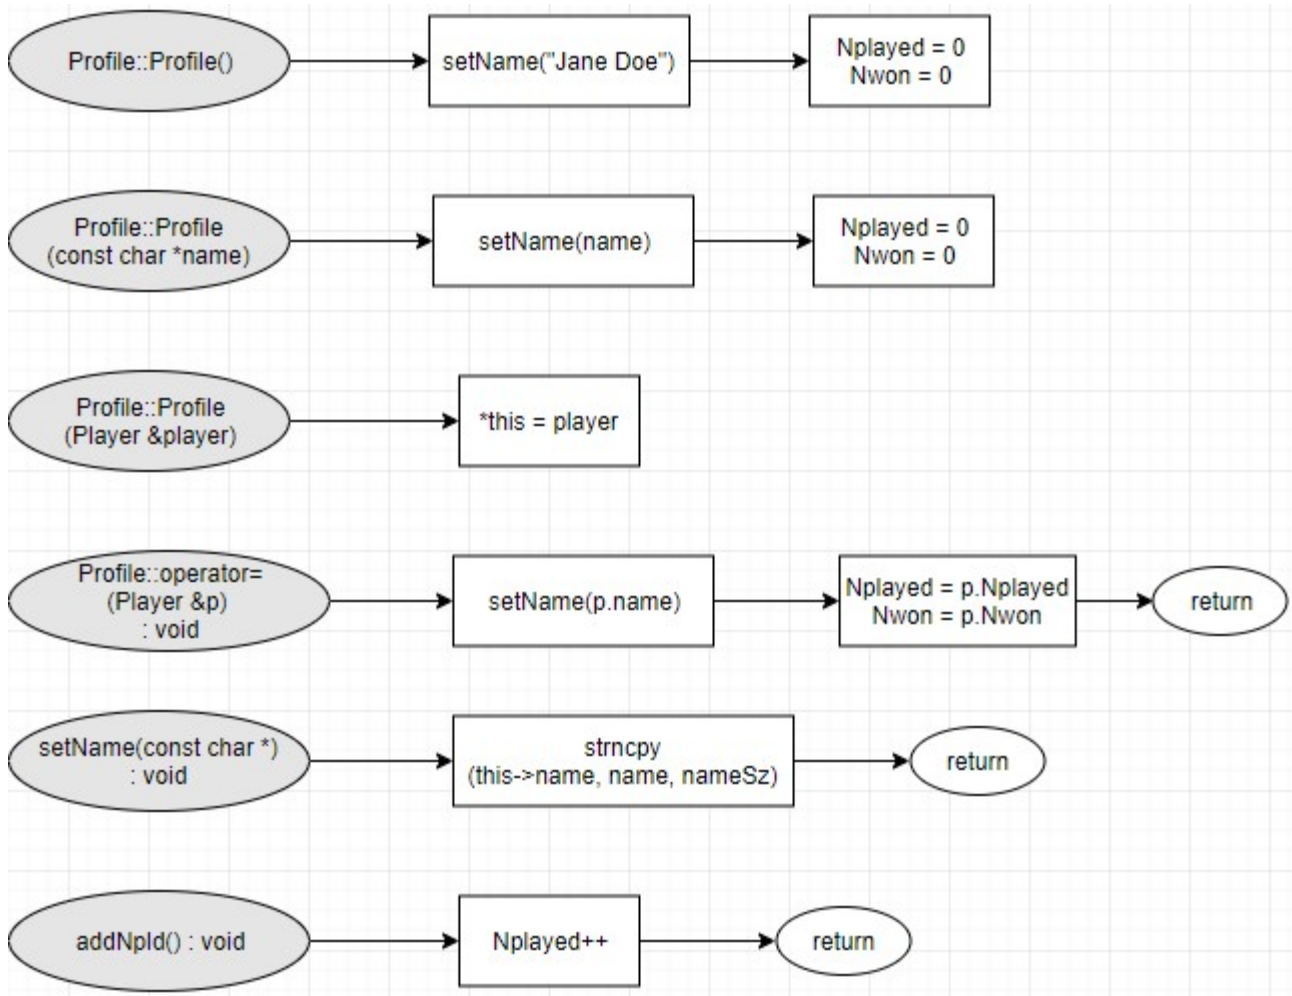 Profile::Profile()
setName("Jane Doe")
Nplayed = 0
Nwon = 0
Profile::Profile
(const char *name)
setName(name)
Nplayed = 0
Nwon = 0
Profile::Profile
(Player &player)
*this = player
Profile::operator=
(Player &p)
: void
setName(p.name)
Nplayed = p.Nplayed
Nwon = p.Nwon
return
setName(const char *)
: void
strncpy
(this->name, name, nameSz)
return
addNpld() : void
Nplayed++
return